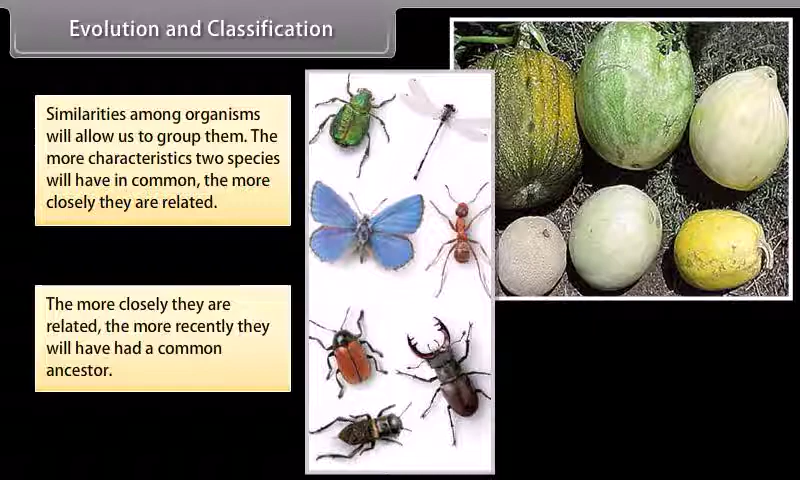 Evolution and Classification
Similarities among organisms
will allow us to group them. The
more characteristics two species
will have in common, the more
closely they are related.
The more closely they are
related, the more recently they
will have had a common
ancestor.